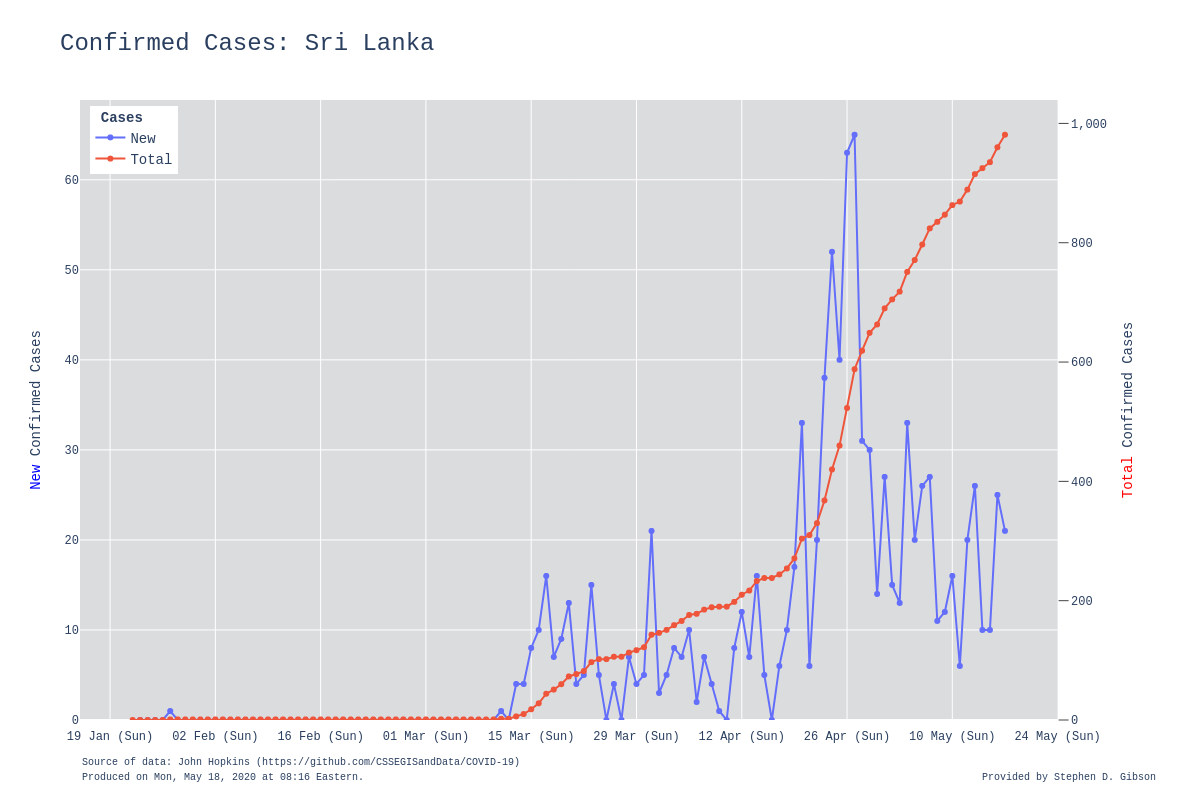 Confirmed Cases: Sri Lanka
Cases
New
Total
60
50
40
30
20
10
0
New Confirmed Cases
1,000
800
600
400
200
0
Total Confirmed Cases
19 Jan (Sun) 02 Feb (Sun) 16 Feb (Sun) 01 Mar (Sun) 15 Mar (Sun) 29 Mar (Sun) 12 Apr (Sun) 26 Apr (Sun) 10 May (Sun) 24 May (Sun)
Source of data: John Hopkins (https://github.com/CSSEGISandData/COVID-19)
Produced on Mon, May 18, 2020 at 08:16 Eastern.
Provided by Stephen D. Gibson